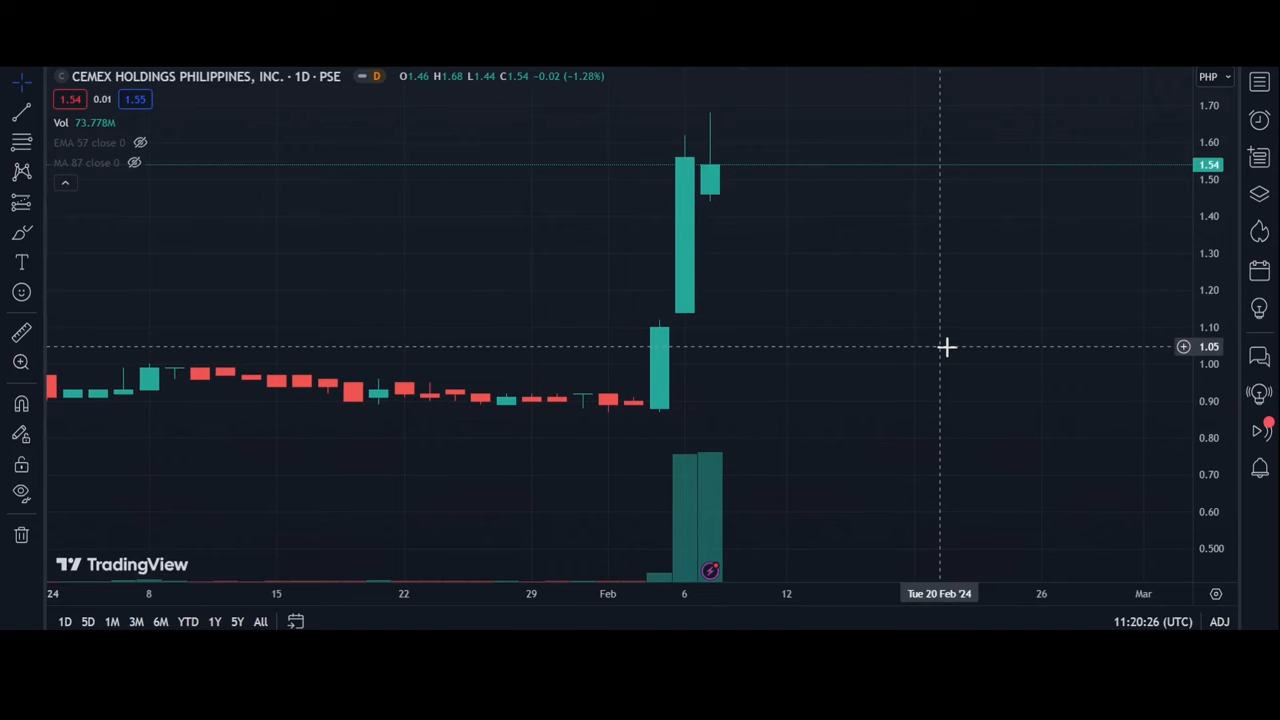 C CEMEX HOLDINGS PHILIPPINES, INC. · 1D · PSE D O1.46 H1.68 L1.44 C1.54 −0.02 (−1.28%) PHP
1.54 0.01 1.55
Vol 73.778M
EMA 57 close 0
MA 87 close 0
1.70
1.60
1.54
1.50
1.40
1.30
1.20
1.10
1.05
1.00
0.90
0.80
0.70
0.60
0.500
TradingView
24 8 15 22 29 Feb 6 12 Tue 20 Feb '24 26 Mar
1D 5D 1M 3M 6M YTD 1Y 5Y All 11:20:26 (UTC) ADJ